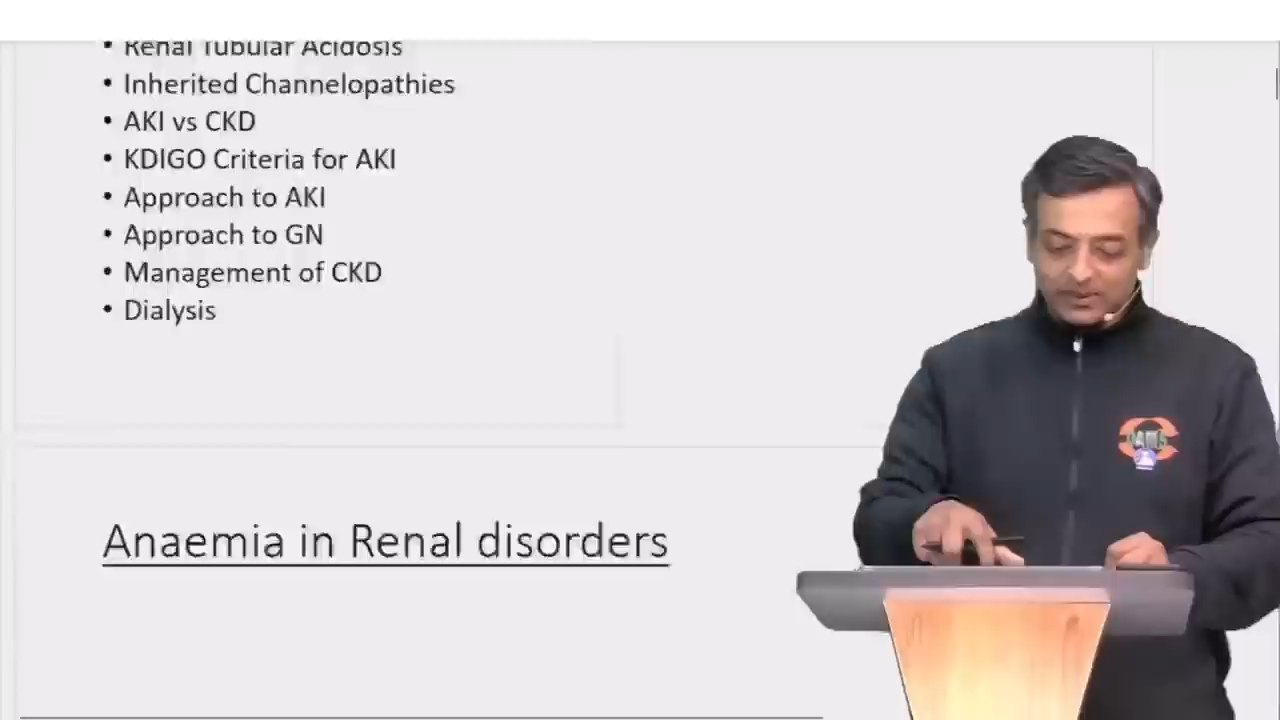 • Renal Tubular Acidosis
• Inherited Channelopathies
• AKI vs CKD
• KDIGO Criteria for AKI
• Approach to AKI
• Approach to GN
• Management of CKD
• Dialysis
Anaemia in Renal disorders